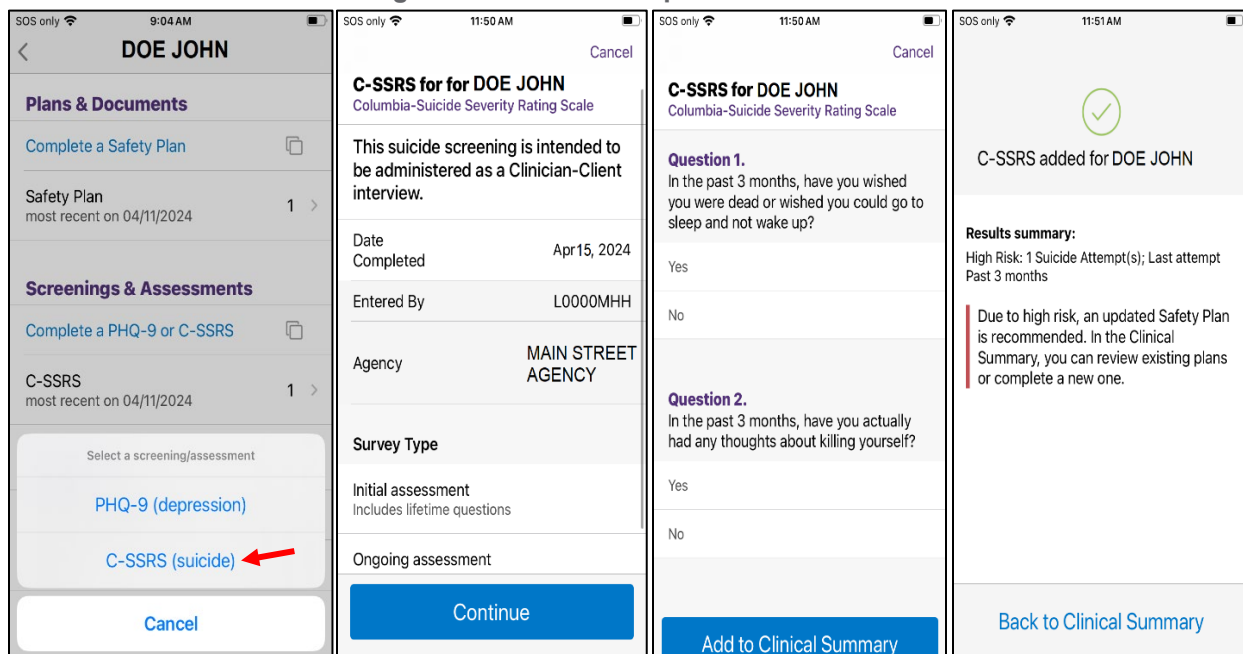 SOS only 9:04 AM
DOE JOHN
Plans & Documents
Complete a Safety Plan
Safety Plan
most recent on 04/11/2024
1
Screenings & Assessments
Complete a PHQ-9 or C-SSRS
C-SSRS
most recent on 04/11/2024
1
Select a screening/assessment
PHQ-9 (depression)
C-SSRS (suicide)
Cancel
SOS only 11:50 AM
Cancel
C-SSRS for for DOE JOHN
Columbia-Suicide Severity Rating Scale
This suicide screening is intended to
be administered as a Clinician-Client
interview.
Date
Completed
Apr15, 2024
Entered By L0000MHH
Agency
MAIN STREET
AGENCY
Survey Type
Initial assessment
Includes lifetime questions
Ongoing assessment
Continue
SOS only 11:50 AM
Cancel
C-SSRS for DOE JOHN
Columbia-Suicide Severity Rating Scale
Question 1.
In the past 3 months, have you wished
you were dead or wished you could go to
sleep and not wake up?
Yes
No
Question 2.
In the past 3 months, have you actually
had any thoughts about killing yourself?
Yes
No
Add to Clinical Summary
SOS only 11:51 AM
C-SSRS added for DOE JOHN
Results summary:
High Risk: 1 Suicide Attempt(s); Last attempt
Past 3 months
Due to high risk, an updated Safety Plan
is recommended. In the Clinical
Summary, you can review existing plans
or complete a new one.
Back to Clinical Summary